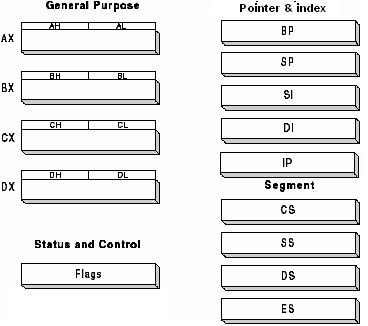 General Purpose
AH AL
AX
BH BL
BX
CH CL
CX
DH DL
DX
Status and Control
Flags
Pointer & index
BP
SP
SI
DI
IP
Segment
CS
SS
DS
ES